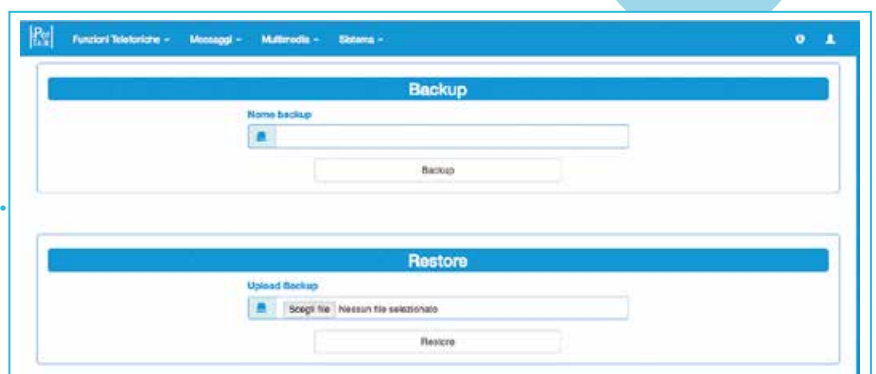 Funzioni Telefoniche Messaggi Multimedia Sistema
Backup
Nome backup
Backup
Restore
Upload Backup
Scegli file Nessun file selezionato
Restore